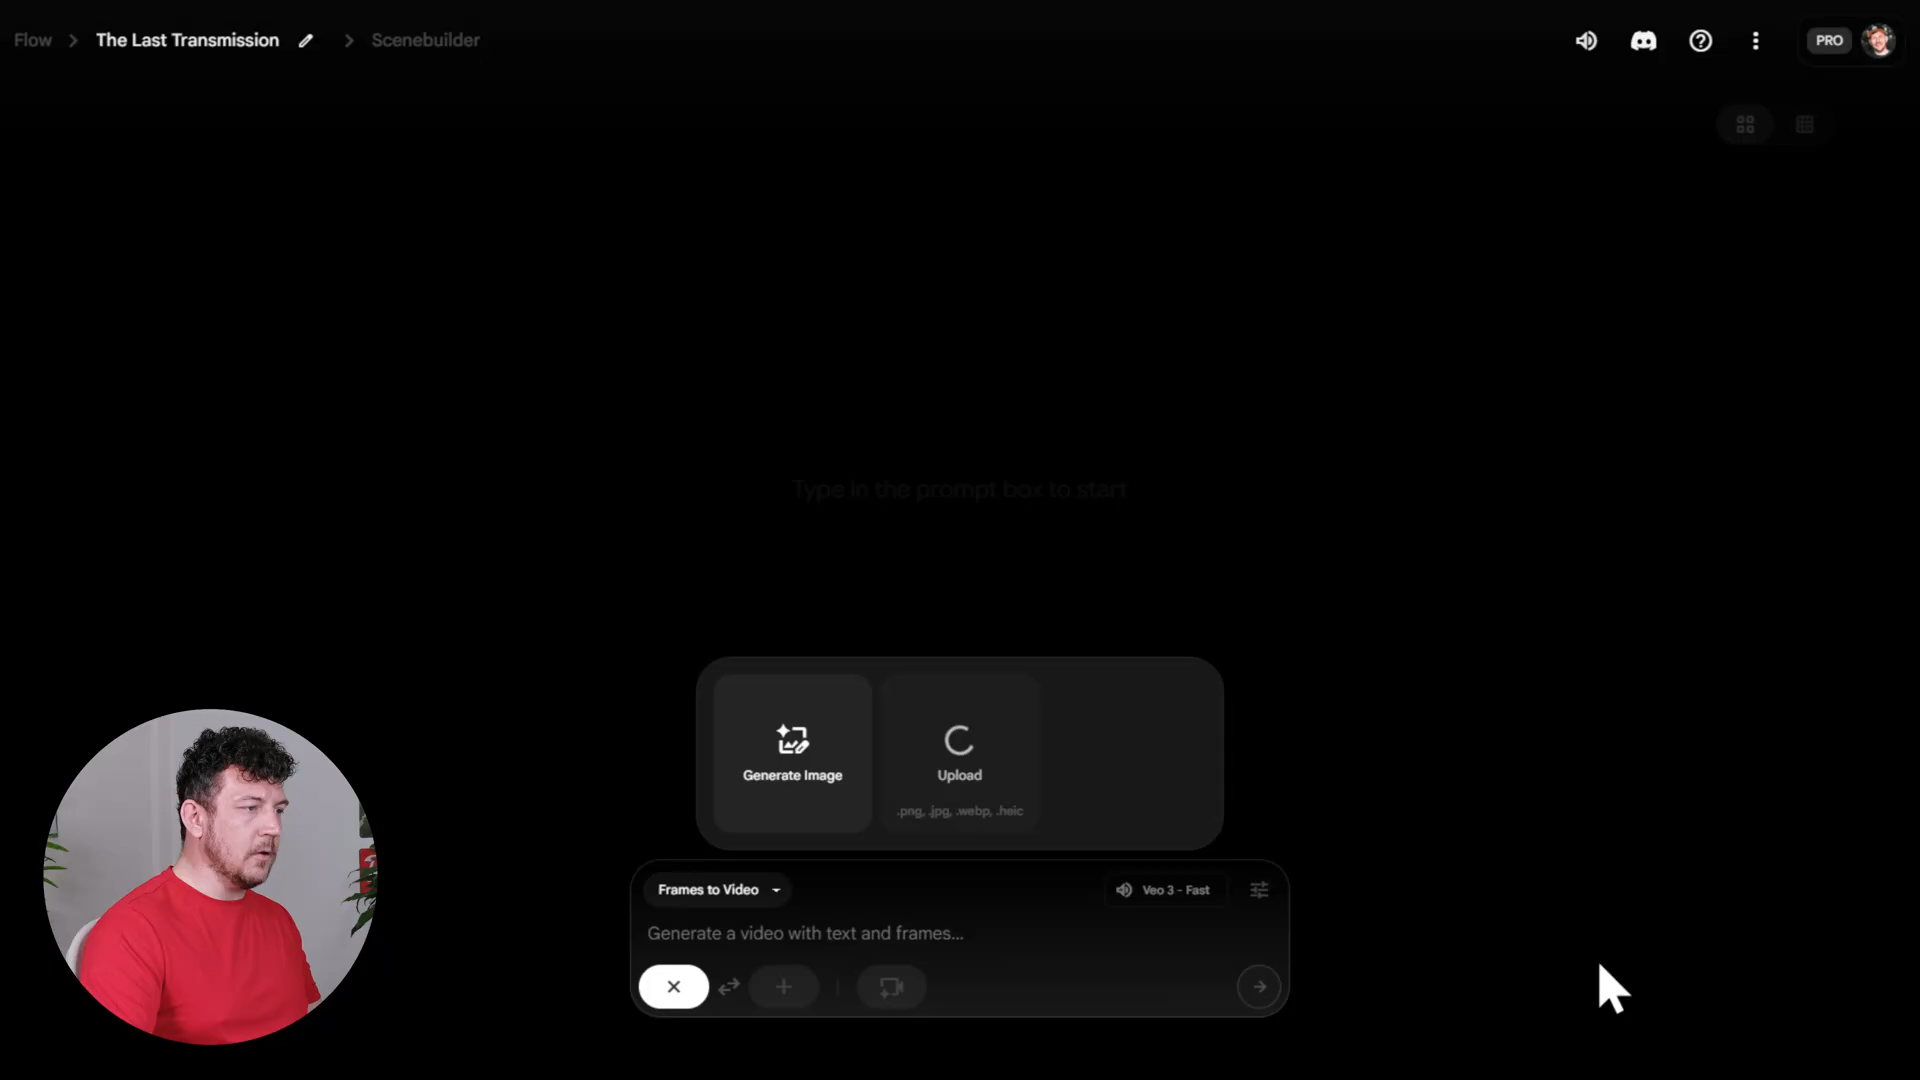 Flow
The Last Transmission
Scenebuilder
PRO
Type in the prompt box to start
Generate Image
Upload
.png, .jpg, .webp, .heic
Frames to Video
Veo 3 - Fast
Generate a video with text and frames...